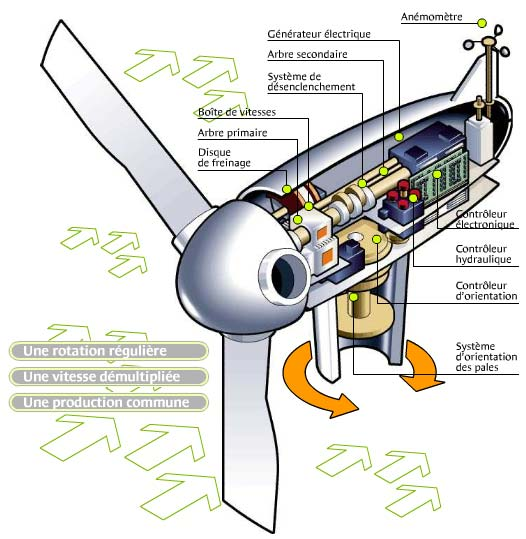 Anémomètre
Générateur électrique
Arbre secondaire
Système de
désenclenchement
Boîte de vitesses
Arbre primaire
Disque
de freinage
Contrôleur
électronique
Contrôleur
hydraulique
Contrôleur
d'orientation
Système
d'orientation
des pales
Une rotation régulière
Une vitesse démultipliée
Une production commune